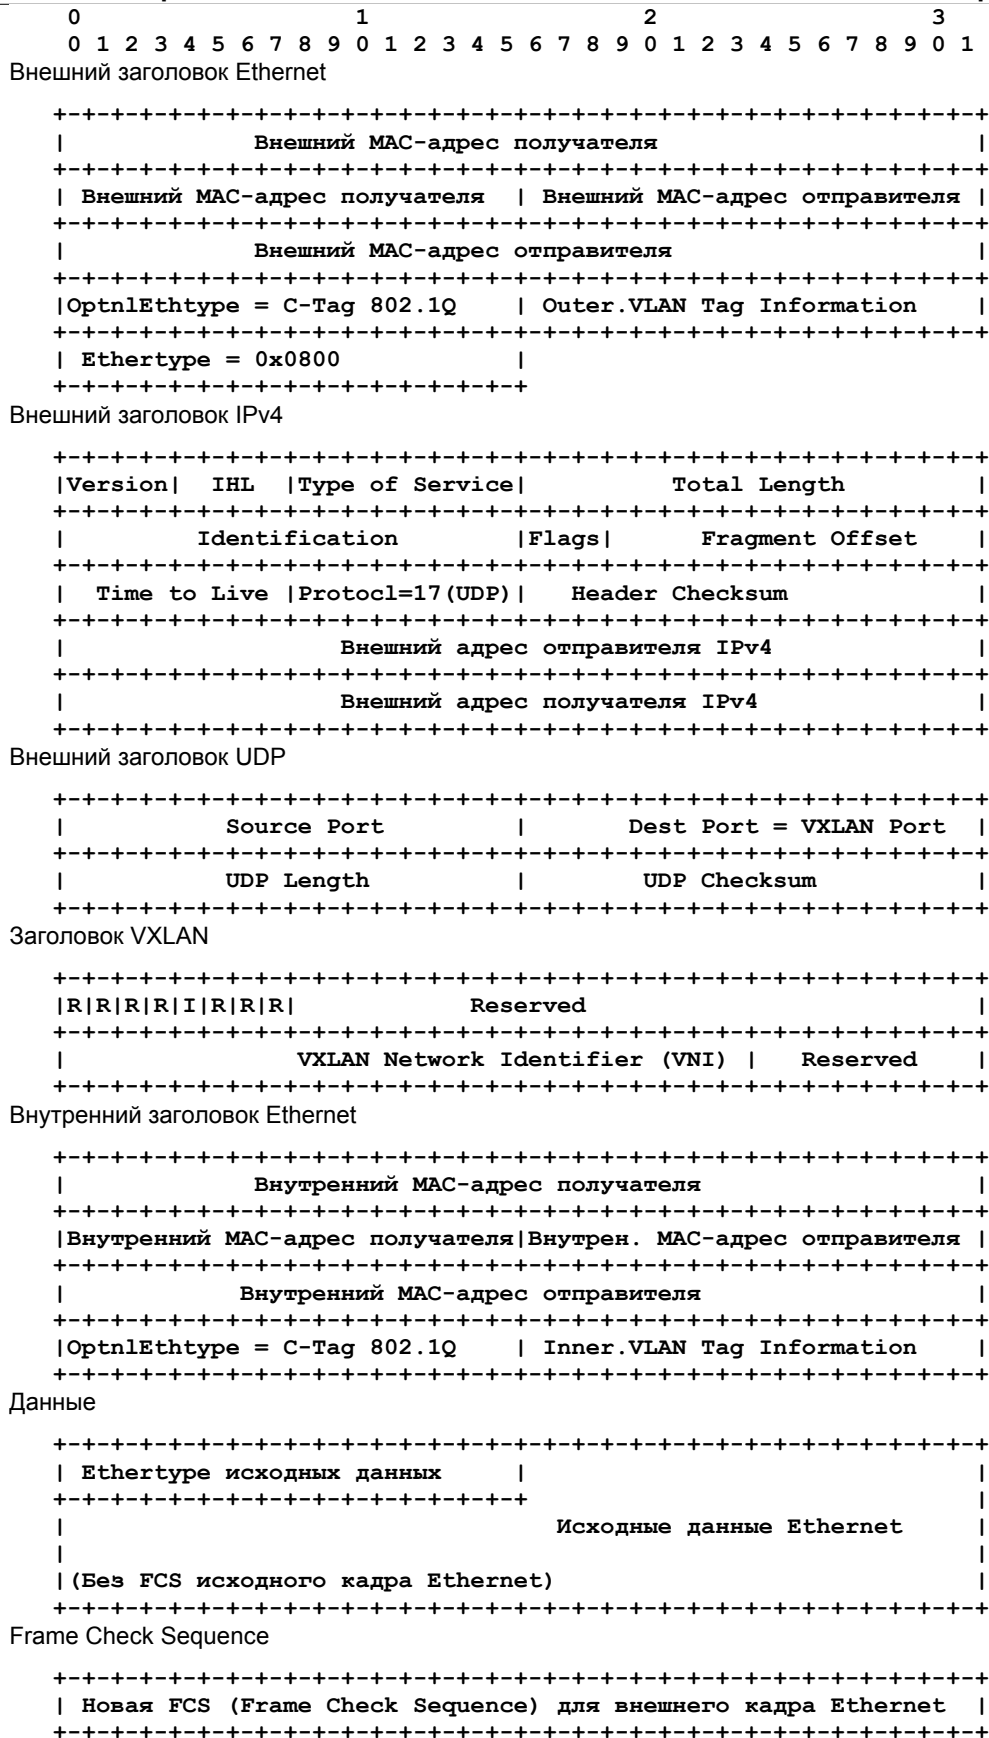 0 1 2 3
0 1 2 3 4 5 6 7 8 9 0 1 2 3 4 5 6 7 8 9 0 1 2 3 4 5 6 7 8 9 0 1
Внешний заголовок Ethernet
+-+-+-+-+-+-+-+-+-+-+-+-+-+-+-+-+-+-+-+-+-+-+-+-+-+-+-+-+-+-+-+-+
| Внешний MAC-адрес получателя |
+-+-+-+-+-+-+-+-+-+-+-+-+-+-+-+-+-+-+-+-+-+-+-+-+-+-+-+-+-+-+-+-+
| Внешний MAC-адрес получателя | Внешний MAC-адрес отправителя |
+-+-+-+-+-+-+-+-+-+-+-+-+-+-+-+-+-+-+-+-+-+-+-+-+-+-+-+-+-+-+-+-+
| Внешний MAC-адрес отправителя |
+-+-+-+-+-+-+-+-+-+-+-+-+-+-+-+-+-+-+-+-+-+-+-+-+-+-+-+-+-+-+-+-+
|OptnlEthtype = C-Tag 802.1Q | Outer.VLAN Tag Information |
+-+-+-+-+-+-+-+-+-+-+-+-+-+-+-+-+-+-+-+-+-+-+-+-+-+-+-+-+-+-+-+-+
| Ethertype = 0x0800 |
+-+-+-+-+-+-+-+-+-+-+-+-+-+-+-+-+
Внешний заголовок IPv4
+-+-+-+-+-+-+-+-+-+-+-+-+-+-+-+-+-+-+-+-+-+-+-+-+-+-+-+-+-+-+-+-+
|Version| IHL |Type of Service| Total Length |
+-+-+-+-+-+-+-+-+-+-+-+-+-+-+-+-+-+-+-+-+-+-+-+-+-+-+-+-+-+-+-+-+
| Identification |Flags| Fragment Offset |
+-+-+-+-+-+-+-+-+-+-+-+-+-+-+-+-+-+-+-+-+-+-+-+-+-+-+-+-+-+-+-+-+
| Time to Live |Protocl=17(UDP)| Header Checksum |
+-+-+-+-+-+-+-+-+-+-+-+-+-+-+-+-+-+-+-+-+-+-+-+-+-+-+-+-+-+-+-+-+
| Внешний адрес отправителя IPv4 |
+-+-+-+-+-+-+-+-+-+-+-+-+-+-+-+-+-+-+-+-+-+-+-+-+-+-+-+-+-+-+-+-+
| Внешний адрес получателя IPv4 |
+-+-+-+-+-+-+-+-+-+-+-+-+-+-+-+-+-+-+-+-+-+-+-+-+-+-+-+-+-+-+-+-+
Внешний заголовок UDP
+-+-+-+-+-+-+-+-+-+-+-+-+-+-+-+-+-+-+-+-+-+-+-+-+-+-+-+-+-+-+-+-+
| Source Port | Dest Port = VXLAN Port |
+-+-+-+-+-+-+-+-+-+-+-+-+-+-+-+-+-+-+-+-+-+-+-+-+-+-+-+-+-+-+-+-+
| UDP Length | UDP Checksum |
+-+-+-+-+-+-+-+-+-+-+-+-+-+-+-+-+-+-+-+-+-+-+-+-+-+-+-+-+-+-+-+-+
Заголовок VXLAN
+-+-+-+-+-+-+-+-+-+-+-+-+-+-+-+-+-+-+-+-+-+-+-+-+-+-+-+-+-+-+-+-+
|R|R|R|R|I|R|R|R| Reserved |
+-+-+-+-+-+-+-+-+-+-+-+-+-+-+-+-+-+-+-+-+-+-+-+-+-+-+-+-+-+-+-+-+
| VXLAN Network Identifier (VNI) | Reserved |
+-+-+-+-+-+-+-+-+-+-+-+-+-+-+-+-+-+-+-+-+-+-+-+-+-+-+-+-+-+-+-+-+
Внутренний заголовок Ethernet
+-+-+-+-+-+-+-+-+-+-+-+-+-+-+-+-+-+-+-+-+-+-+-+-+-+-+-+-+-+-+-+-+
| Внутренний MAC-адрес получателя |
+-+-+-+-+-+-+-+-+-+-+-+-+-+-+-+-+-+-+-+-+-+-+-+-+-+-+-+-+-+-+-+-+
|Внутренний MAC-адрес получателя|Внутрен. MAC-адрес отправителя |
+-+-+-+-+-+-+-+-+-+-+-+-+-+-+-+-+-+-+-+-+-+-+-+-+-+-+-+-+-+-+-+-+
| Внутренний MAC-адрес отправителя |
+-+-+-+-+-+-+-+-+-+-+-+-+-+-+-+-+-+-+-+-+-+-+-+-+-+-+-+-+-+-+-+-+
|OptnlEthtype = C-Tag 802.1Q | Inner.VLAN Tag Information |
+-+-+-+-+-+-+-+-+-+-+-+-+-+-+-+-+-+-+-+-+-+-+-+-+-+-+-+-+-+-+-+-+
Данные
+-+-+-+-+-+-+-+-+-+-+-+-+-+-+-+-+-+-+-+-+-+-+-+-+-+-+-+-+-+-+-+-+
| Ethertype исходных данных | |
+-+-+-+-+-+-+-+-+-+-+-+-+-+-+-+-+ |
| Исходные данные Ethernet |
| |
|(Без FCS исходного кадра Ethernet) |
+-+-+-+-+-+-+-+-+-+-+-+-+-+-+-+-+-+-+-+-+-+-+-+-+-+-+-+-+-+-+-+-+
Frame Check Sequence
+-+-+-+-+-+-+-+-+-+-+-+-+-+-+-+-+-+-+-+-+-+-+-+-+-+-+-+-+-+-+-+-+
| Новая FCS (Frame Check Sequence) для внешнего кадра Ethernet |
+-+-+-+-+-+-+-+-+-+-+-+-+-+-+-+-+-+-+-+-+-+-+-+-+-+-+-+-+-+-+-+-+